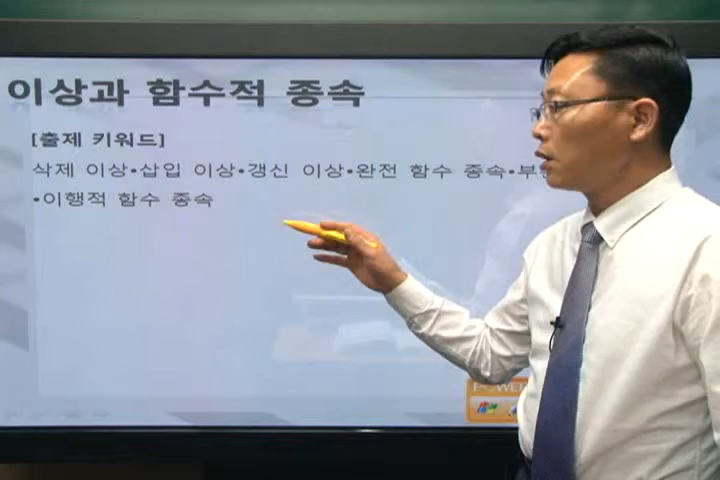 이상과 함수적 종속
[출제 키워드]
삭제 이상•삽입 이상•갱신 이상•완전 함수 종속•부
•이행적 함수 종속
POWE